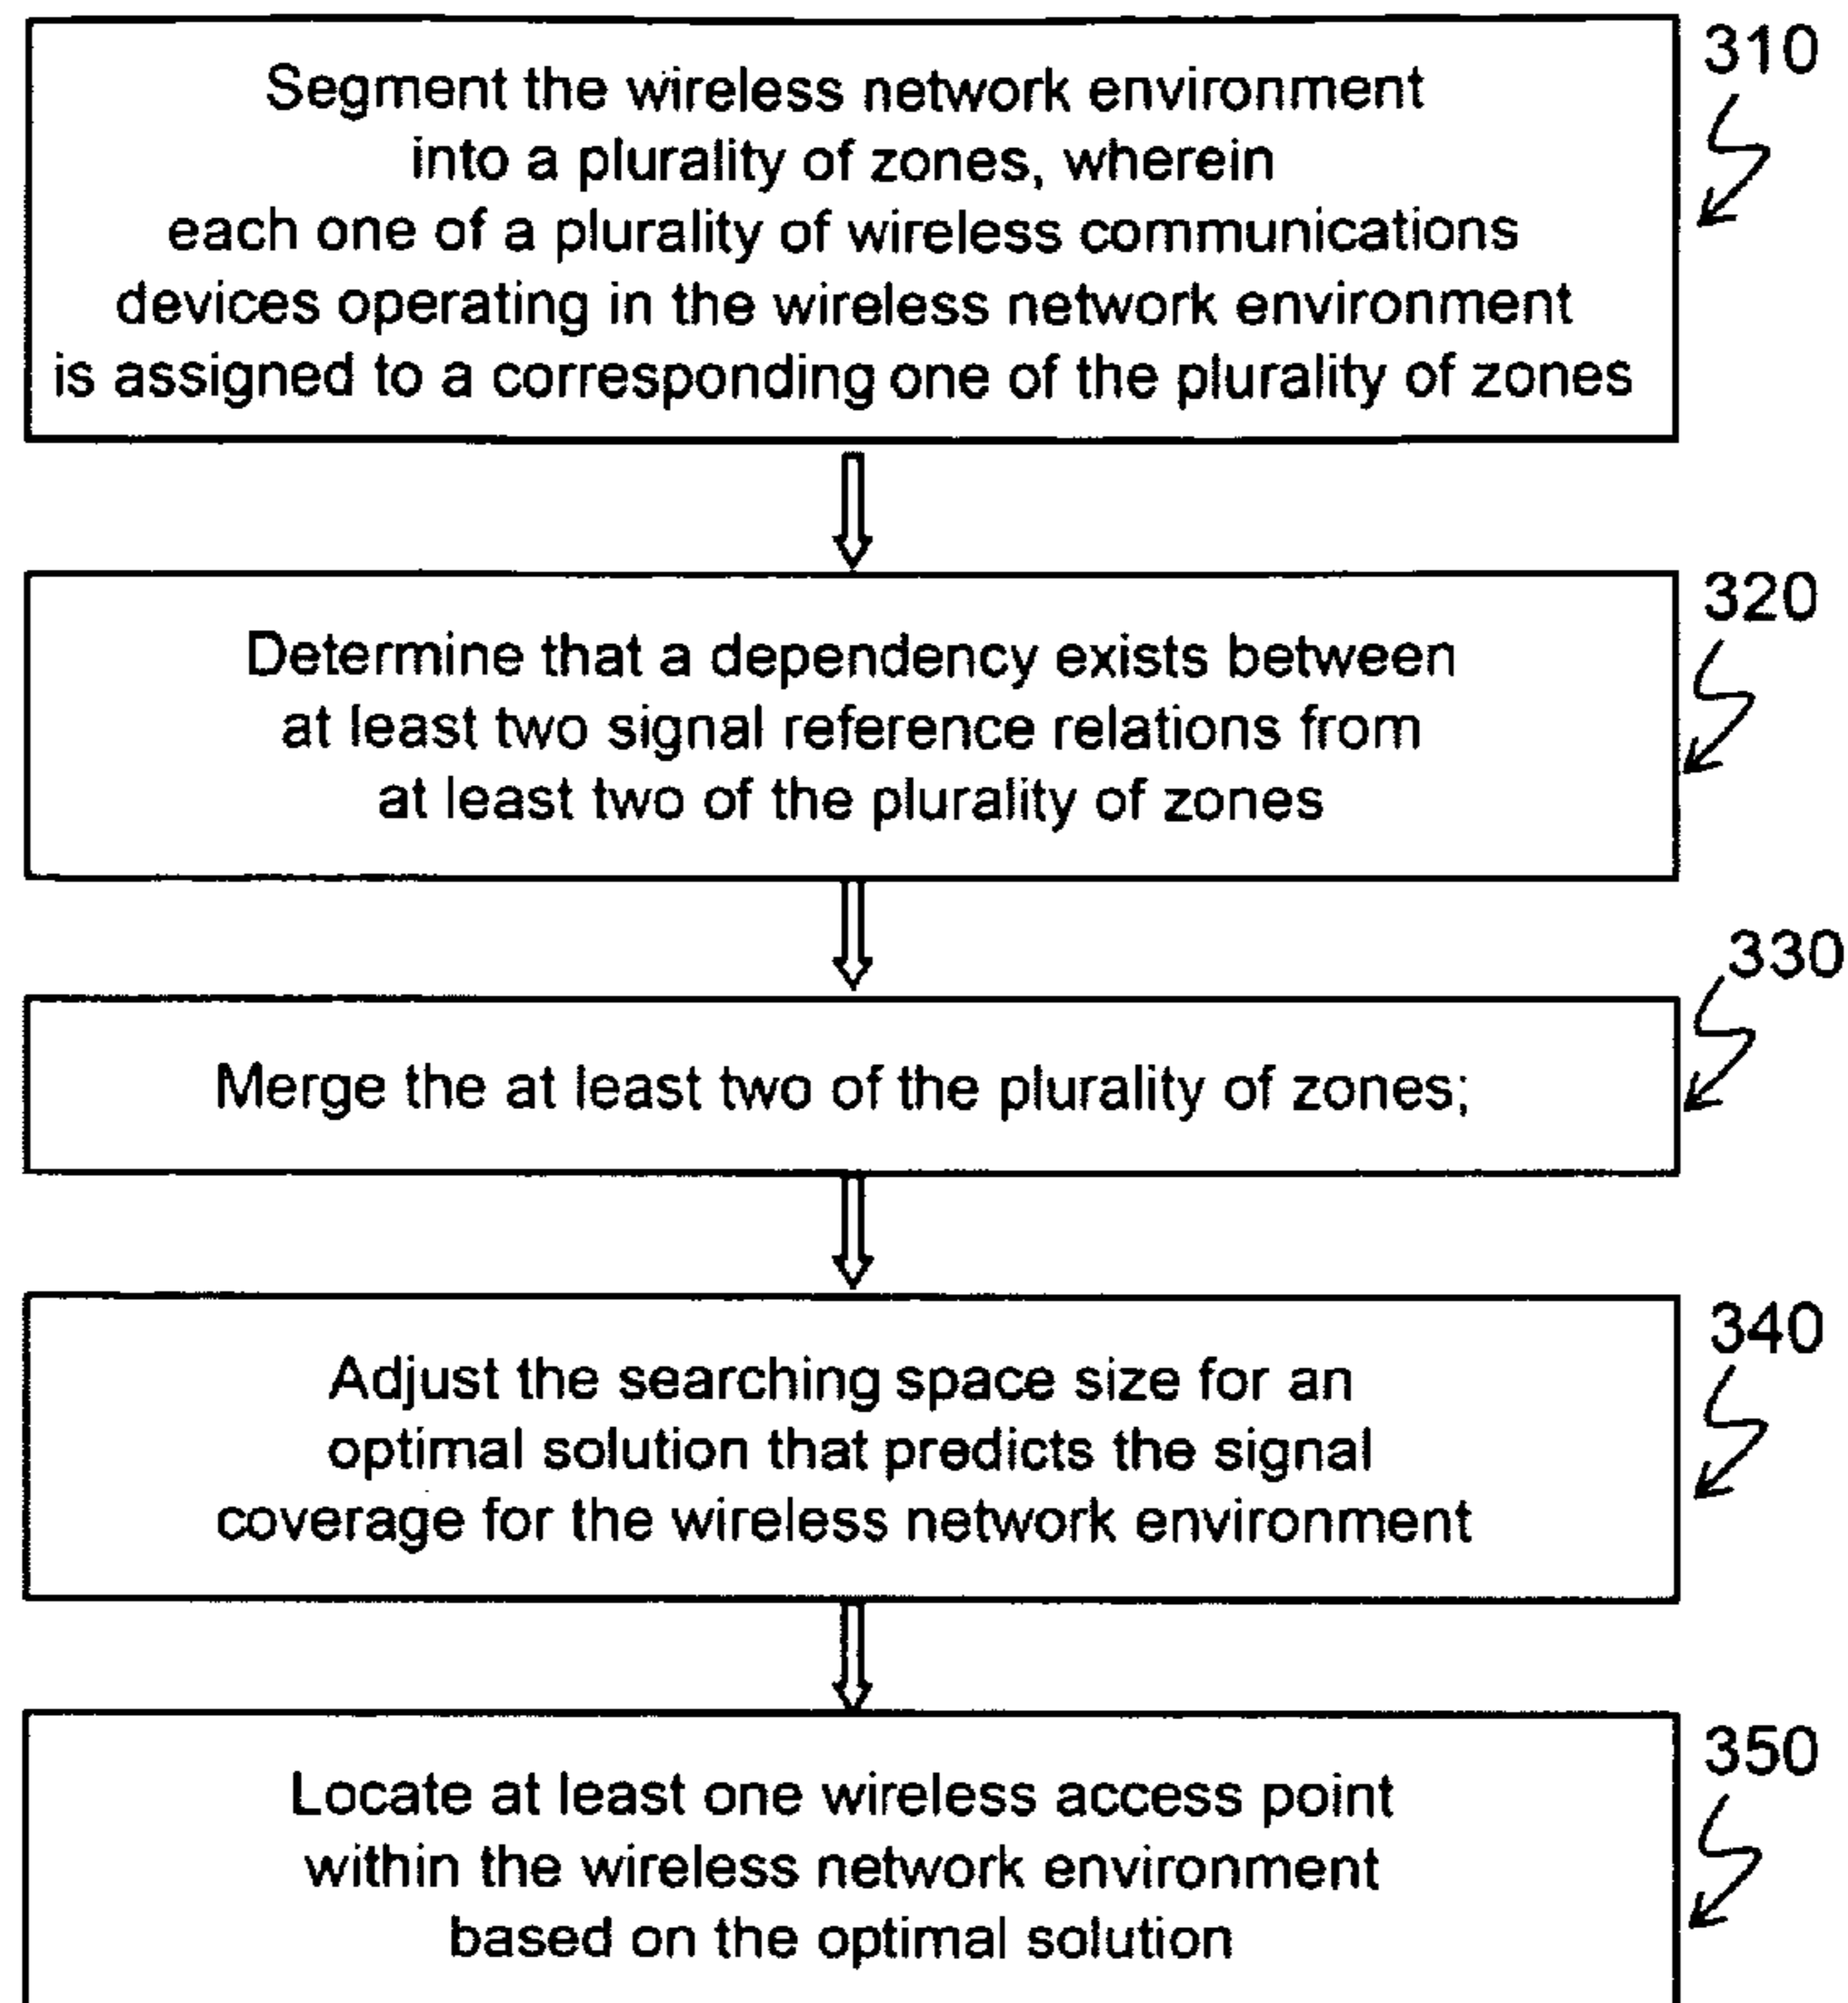 310
Segment the wireless network environment
into a plurality of zones, wherein
each one of a plurality of wireless communications
devices operating in the wireless network environment
is assigned to a corresponding one of the plurality of zones
320
Determine that a dependency exists between
at least two signal reference relations from
at least two of the plurality of zones
330
Merge the at least two of the plurality of zones;
340
Adjust the searching space size for an
optimal solution that predicts the signal
coverage for the wireless network environment
350
Locate at least one wireless access point
within the wireless network environment
based on the optimal solution